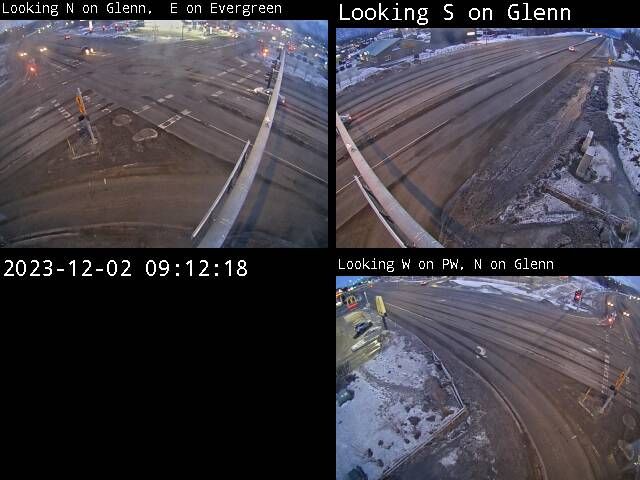 Looking N on Glenn, E on Evergreen
Looking S on Glenn
2023-12-02 09:12:18
Looking W on PW, N on Glenn